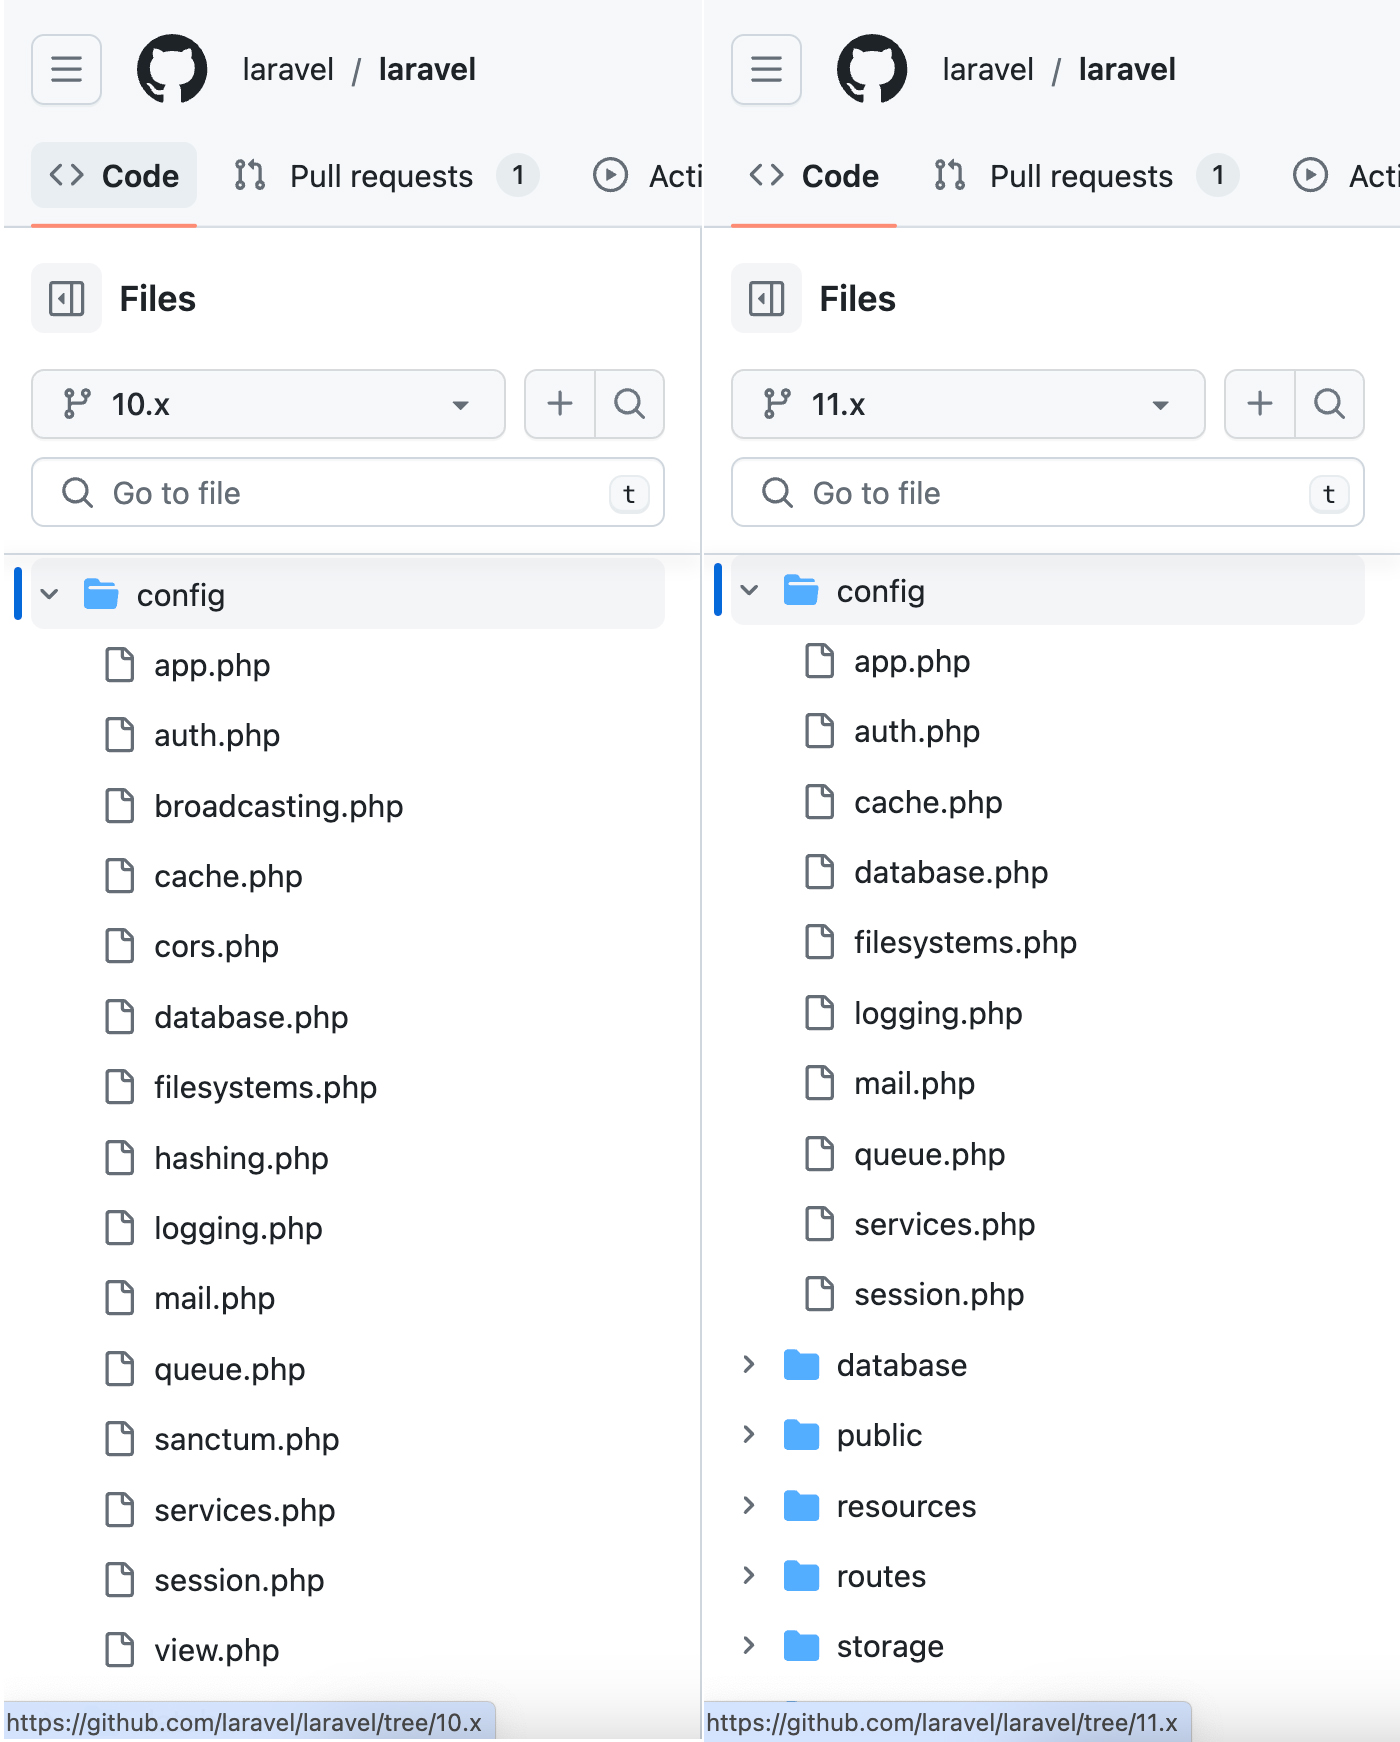 laravel / laravel
Code
Pull requests 1
Acti
Files
10.x
Go to file t
config
app.php
auth.php
broadcasting.php
cache.php
cors.php
database.php
filesystems.php
hashing.php
logging.php
mail.php
queue.php
sanctum.php
services.php
session.php
view.php
https://github.com/laravel/laravel/tree/10.x
laravel / laravel
Code
Pull requests 1
Acti
Files
11.x
Go to file t
config
app.php
auth.php
cache.php
database.php
filesystems.php
logging.php
mail.php
queue.php
services.php
session.php
database
public
resources
routes
storage
https://github.com/laravel/laravel/tree/11.x